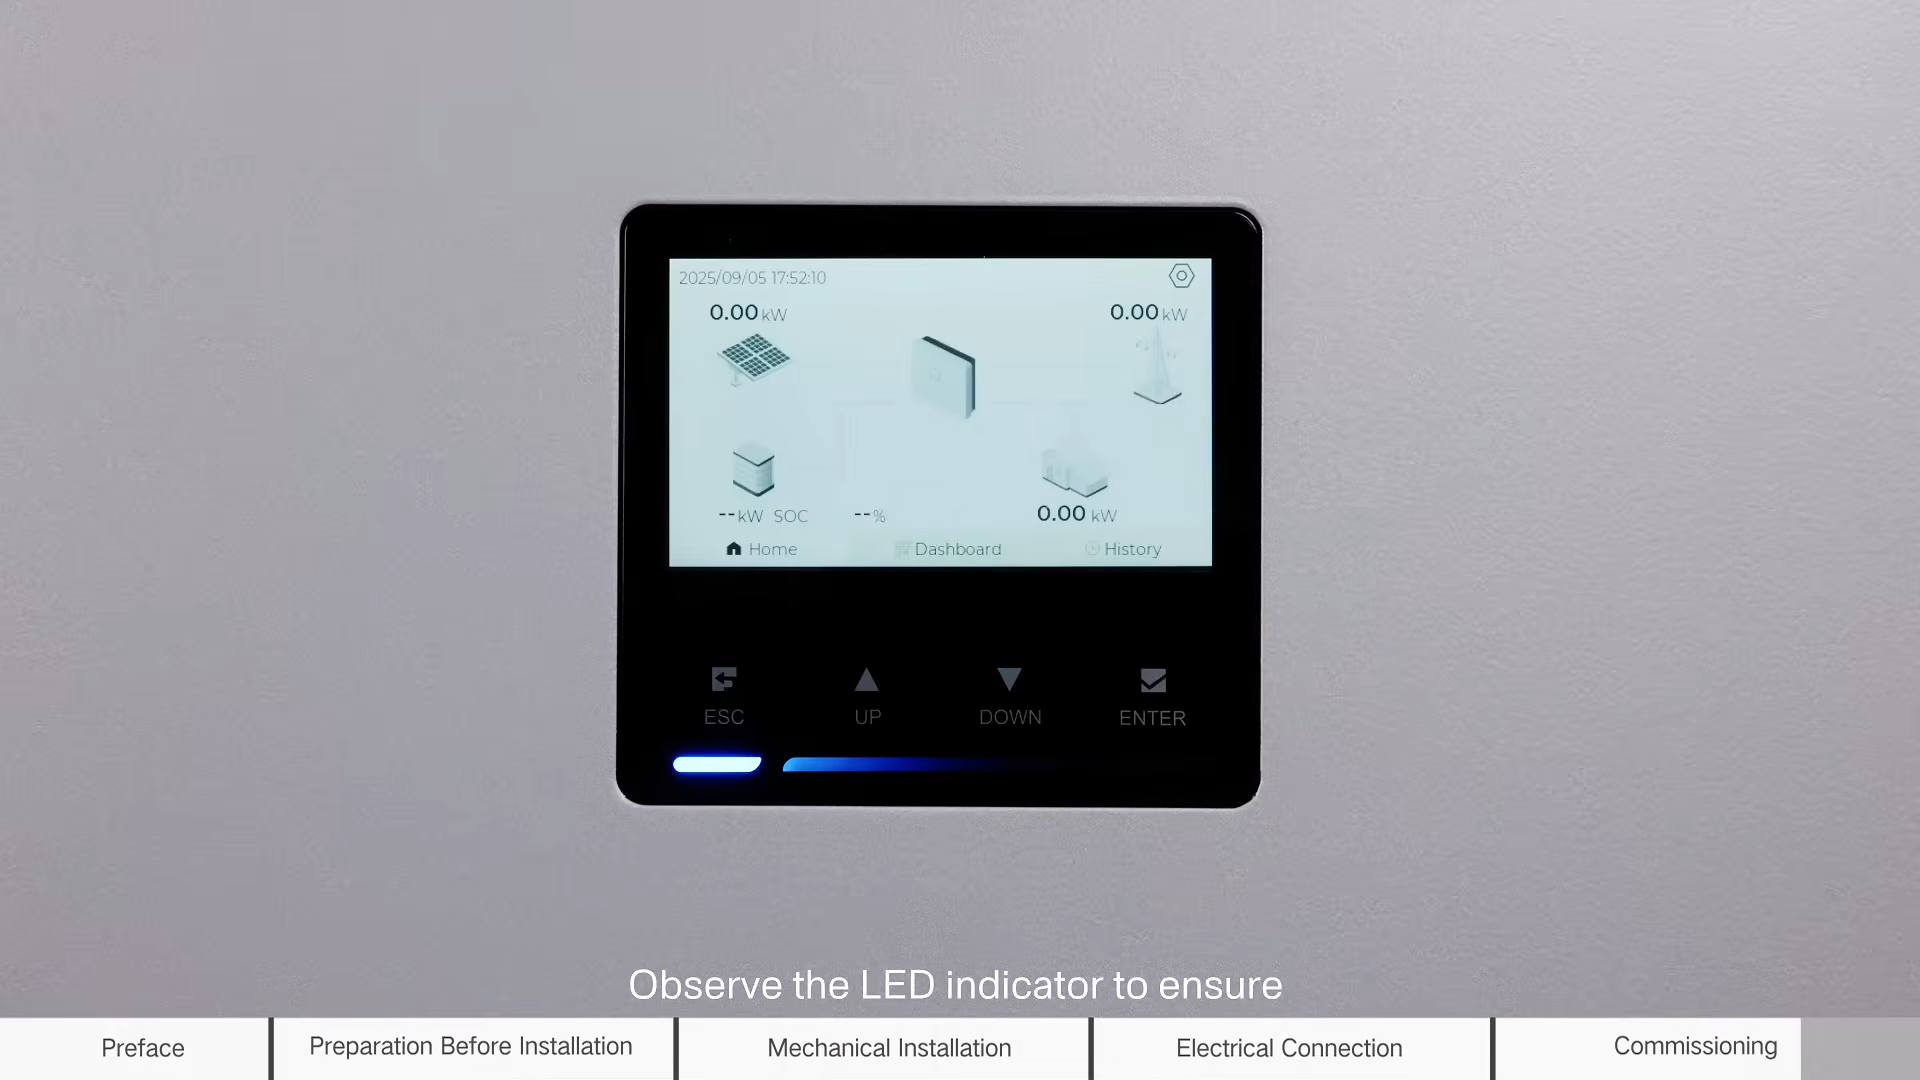 2025/09/05 17:52:10
0.00 kW
0.00 kW
--kW SOC --%
0.00 kW
Home Dashboard History
ESC UP DOWN ENTER
Observe the LED indicator to ensure
Preface Preparation Before Installation Mechanical Installation Electrical Connection Commissioning